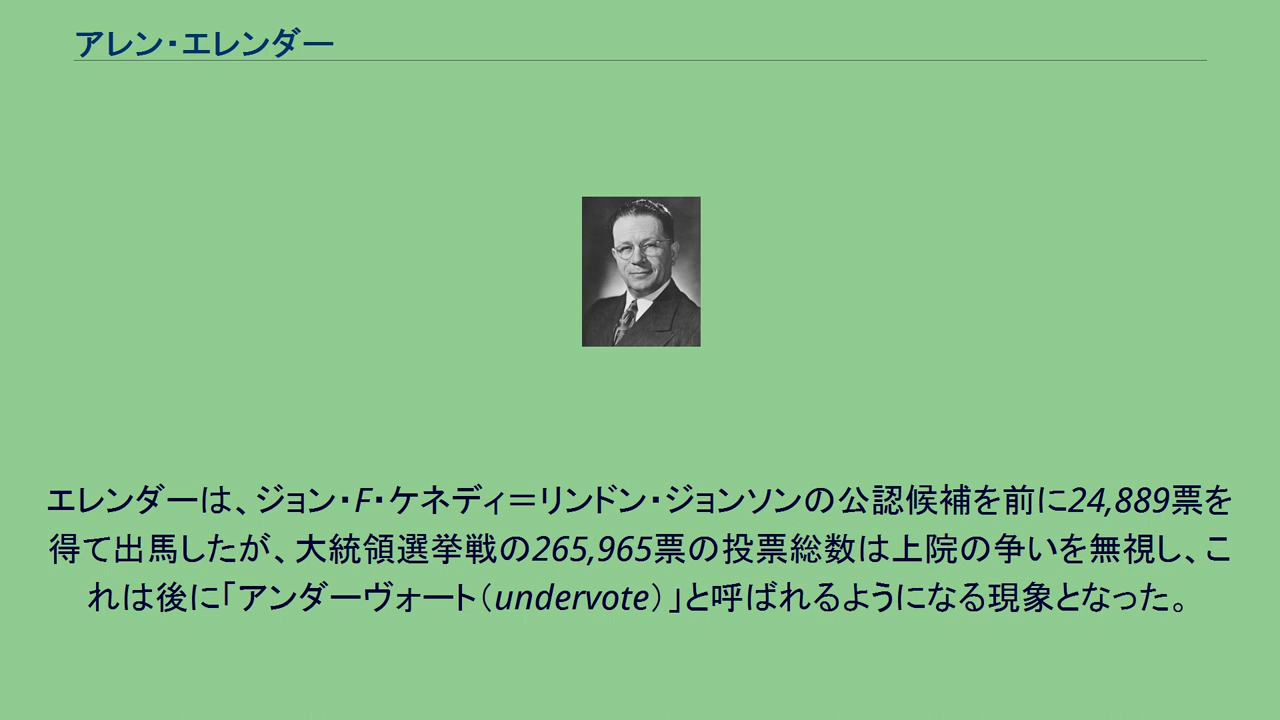 アレン・エレンダー
エレンダーは、ジョン・F・ケネディ＝リンドン・ジョンソンの公認候補を前に24,889票を
得て出馬したが、大統領選挙戦の265,965票の投票総数は上院の争いを無視し、こ
れは後に「アンダーヴォート（undervote）」と呼ばれるようになる現象となった。